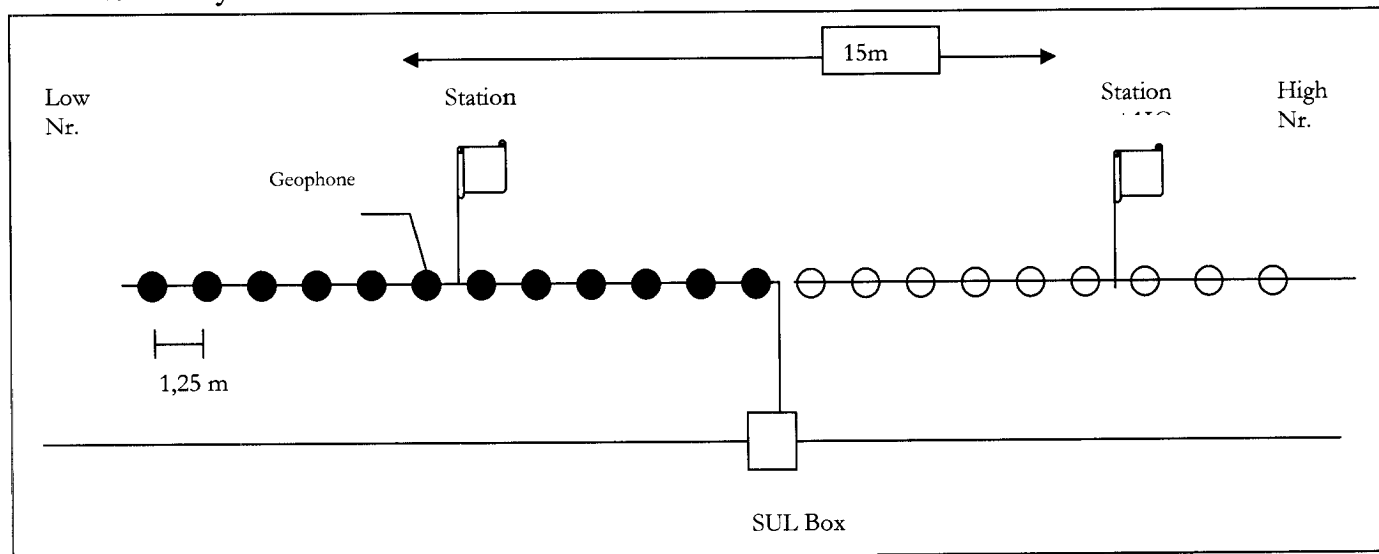 15m
Low
Nr.
Station
Station
High
Nr.
Geophone
1,25 m
SUL Box